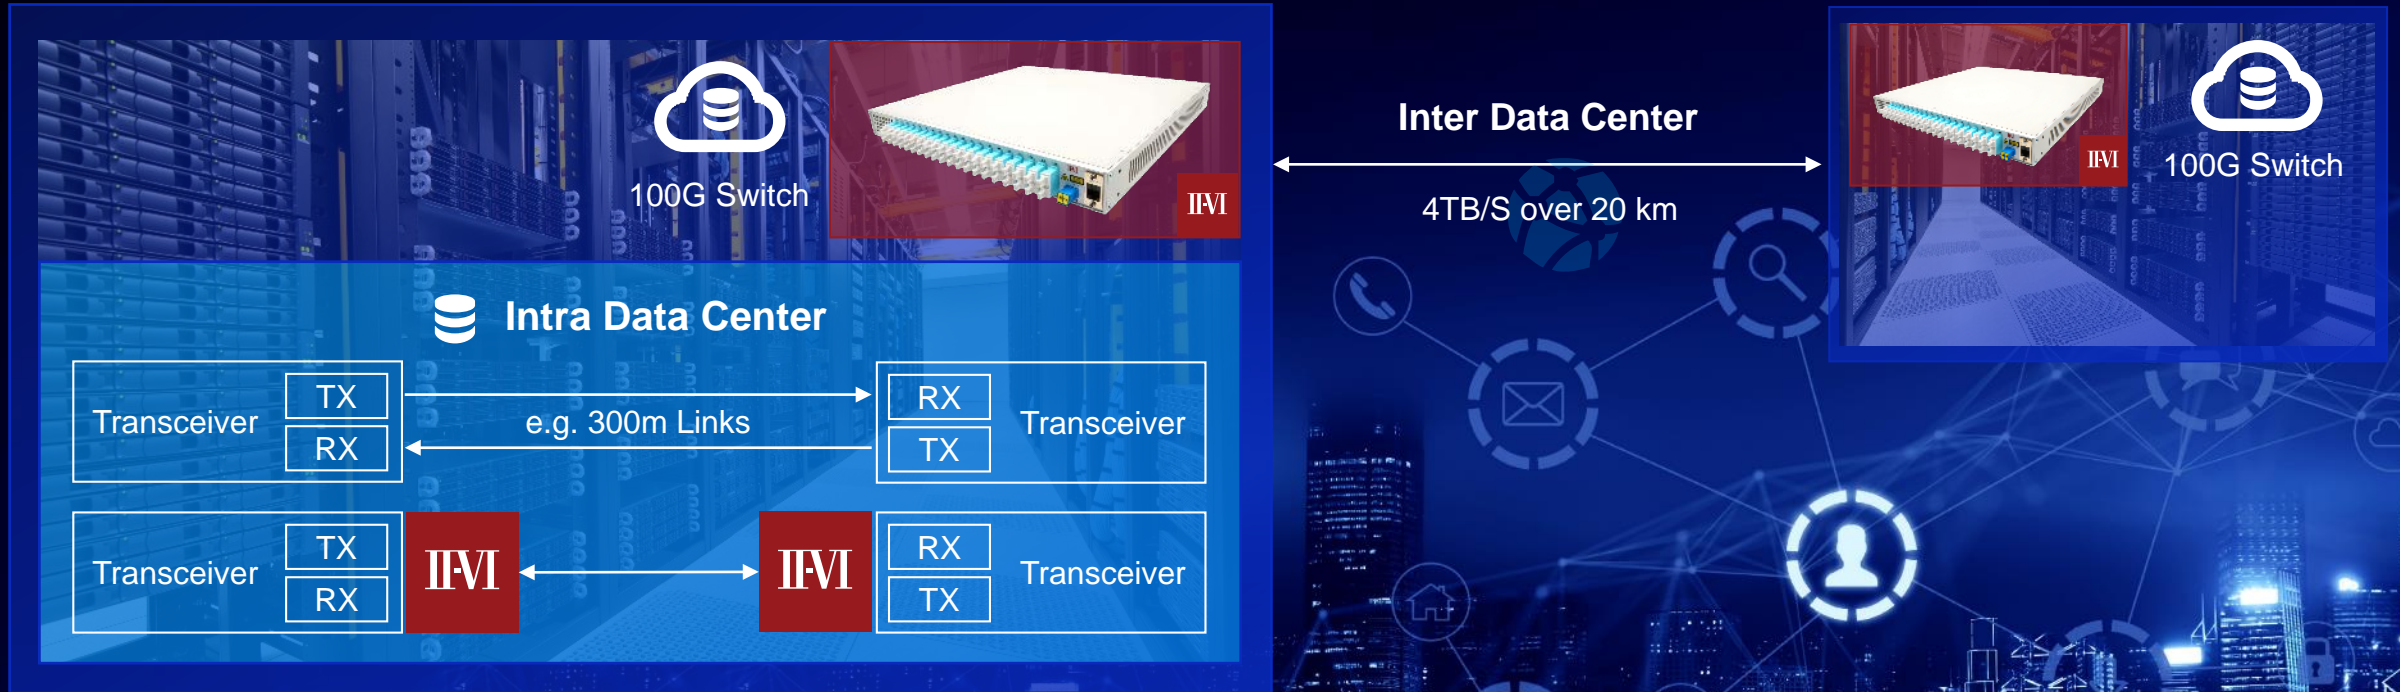 100G Switch
II-VI
Inter Data Center
4TB/S over 20 km
II-VI
100G Switch
Intra Data Center
Transceiver
TX
RX
e.g. 300m Links
RX
TX
Transceiver
Transceiver
TX
RX
II-VI
II-VI
RX
TX
Transceiver